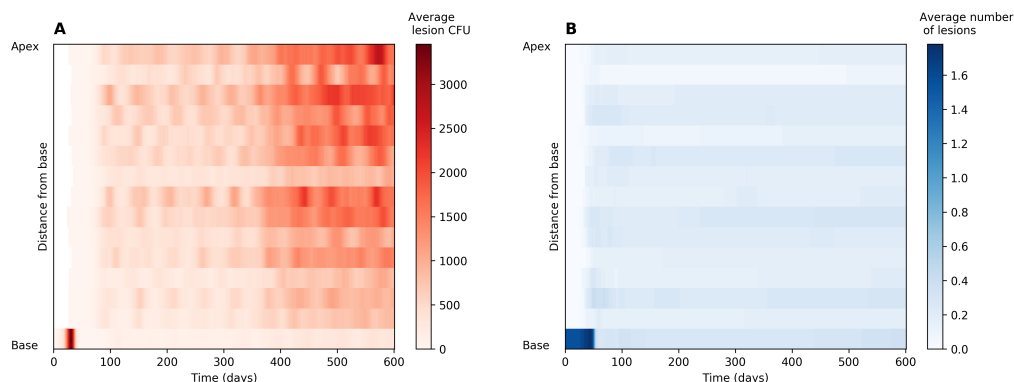 A
Average
lesion CFU
Apex
Distance from base
Base
3000
2500
2000
1500
1000
500
0
0 100 200 300 400 500 600
Time (days)
B
Average number
of lesions
Apex
Distance from base
Base
1.6
1.4
1.2
1.0
0.8
0.6
0.4
0.2
0.0
0 100 200 300 400 500 600
Time (days)